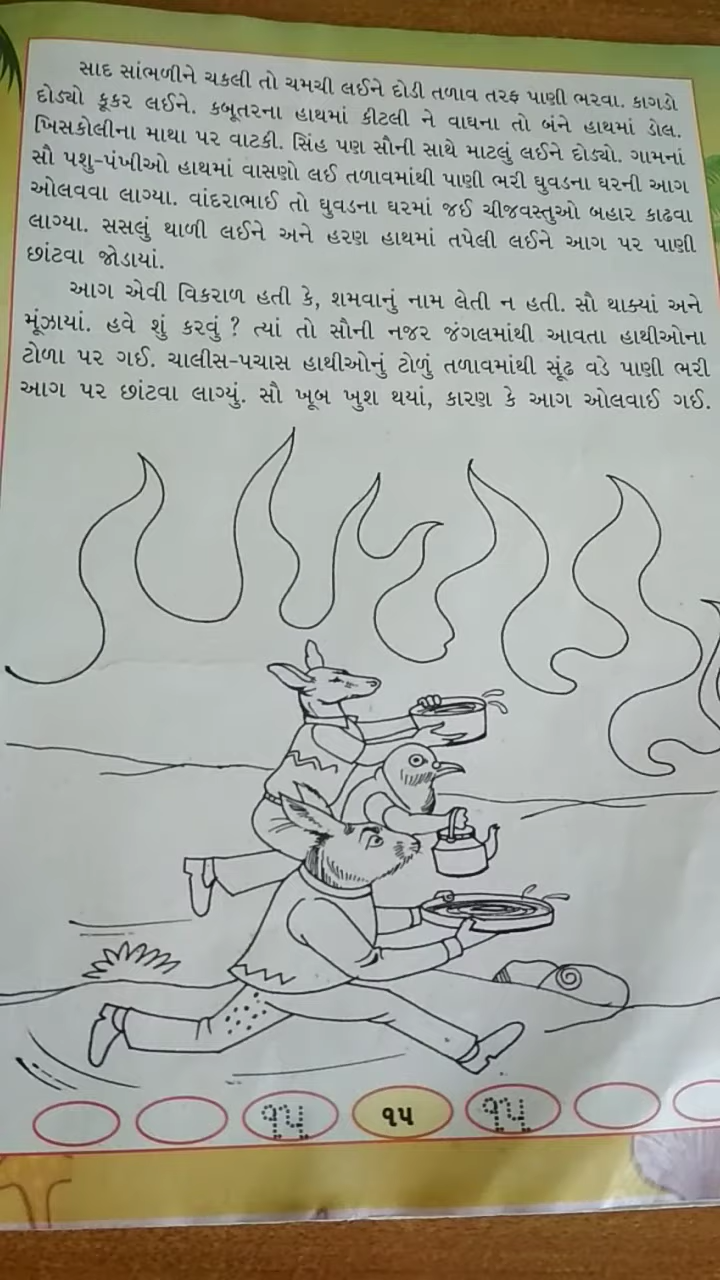 સાદ સાંભળીને ચકલી તો ચમચી લઈને દોડી તળાવ તરફ પાણી ભરવા. કાગડો
દોડ્યો કૂકર લઈને. કબૂતરના હાથમાં કીટલી ને વાઘના તો બંને હાથમાં ડોલ.
ખિસકોલીના માથા પર વાટકી. સિંહ પણ સૌની સાથે માટલું લઈને દોડ્યો. ગામનાં
સૌ પશુ-પંખીઓ હાથમાં વાસણો લઈ તળાવમાંથી પાણી ભરી ઘુવડના ઘરની આગ
ઓલવવા લાગ્યા. વાંદરાભાઈ તો ઘુવડના ઘરમાં જઈ ચીજવસ્તુઓ બહાર કાઢવા
લાગ્યા. સસલું થાળી લઈને અને હરણ હાથમાં તપેલી લઈને આગ પર પાણી
છાંટવા જોડાયાં.
આગ એવી વિકરાળ હતી કે, શમવાનું નામ લેતી ન હતી. સૌ થાક્યાં અને
મૂંઝાયાં. હવે શું કરવું ? ત્યાં તો સૌની નજર જંગલમાંથી આવતા હાથીઓના
ટોળા પર ગઈ. ચાલીસ-પચાસ હાથીઓનું ટોળું તળાવમાંથી સૂંઢ વડે પાણી ભરી
આગ પર છાંટવા લાગ્યું. સૌ ખૂબ ખુશ થયાં, કારણ કે આગ ઓલવાઈ ગઈ.
૧૫ ૧૫ ૧૫